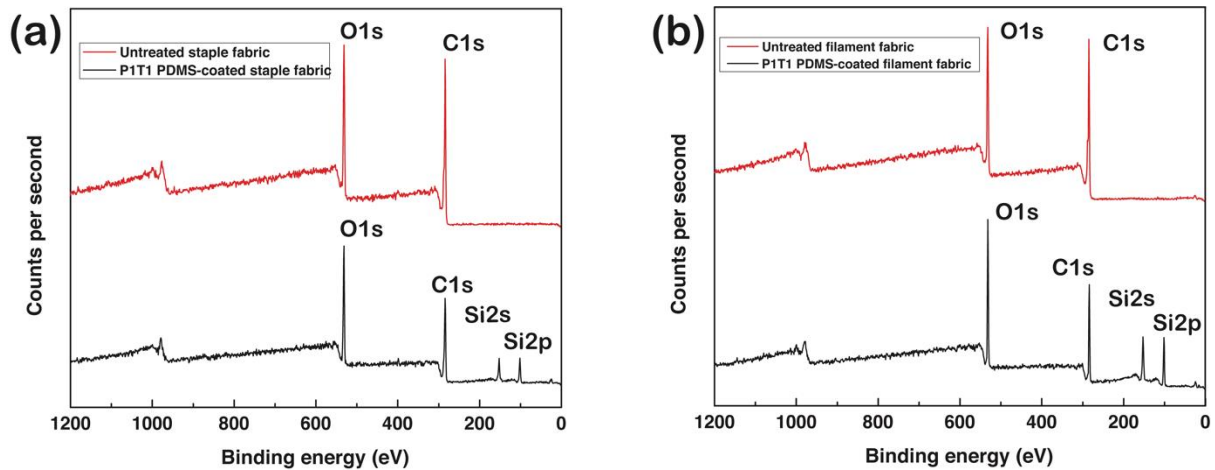 (a)
Untreated staple fabric
P1T1 PDMS-coated staple fabric
O1s
C1s
O1s
C1s
Si2s
Si2p
Counts per second
1200 1000 800 600 400 200 0
Binding energy (eV)
(b)
Untreated filament fabric
P1T1 PDMS-coated filament fabric
O1s
C1s
O1s
C1s
Si2s
Si2p
Counts per second
1200 1000 800 600 400 200 0
Binding energy (eV)